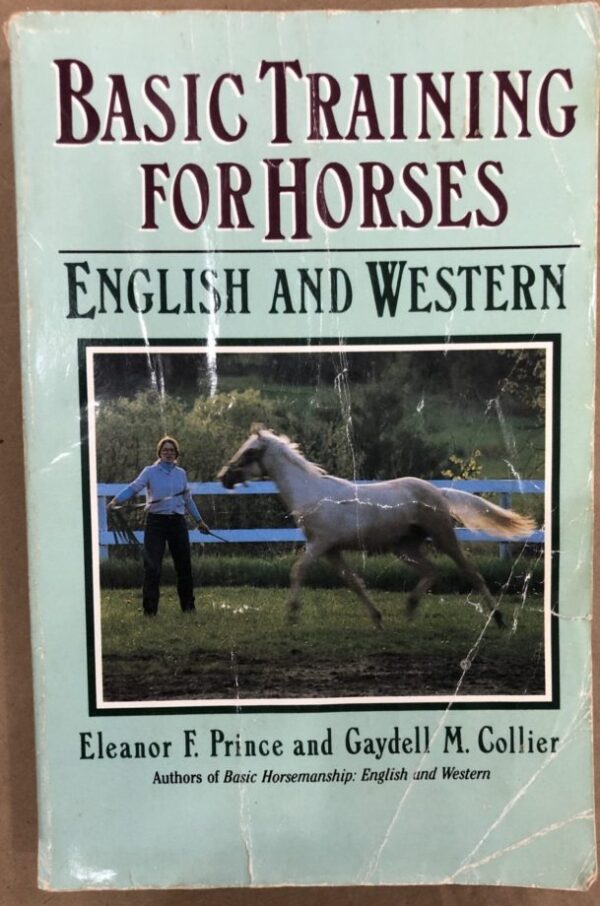 BASIC TRAINING
FOR HORSES
ENGLISH AND WESTERN
Eleanor F. Prince and Gaydell M. Collier
Authors of Basic Horsemanship: English and Western